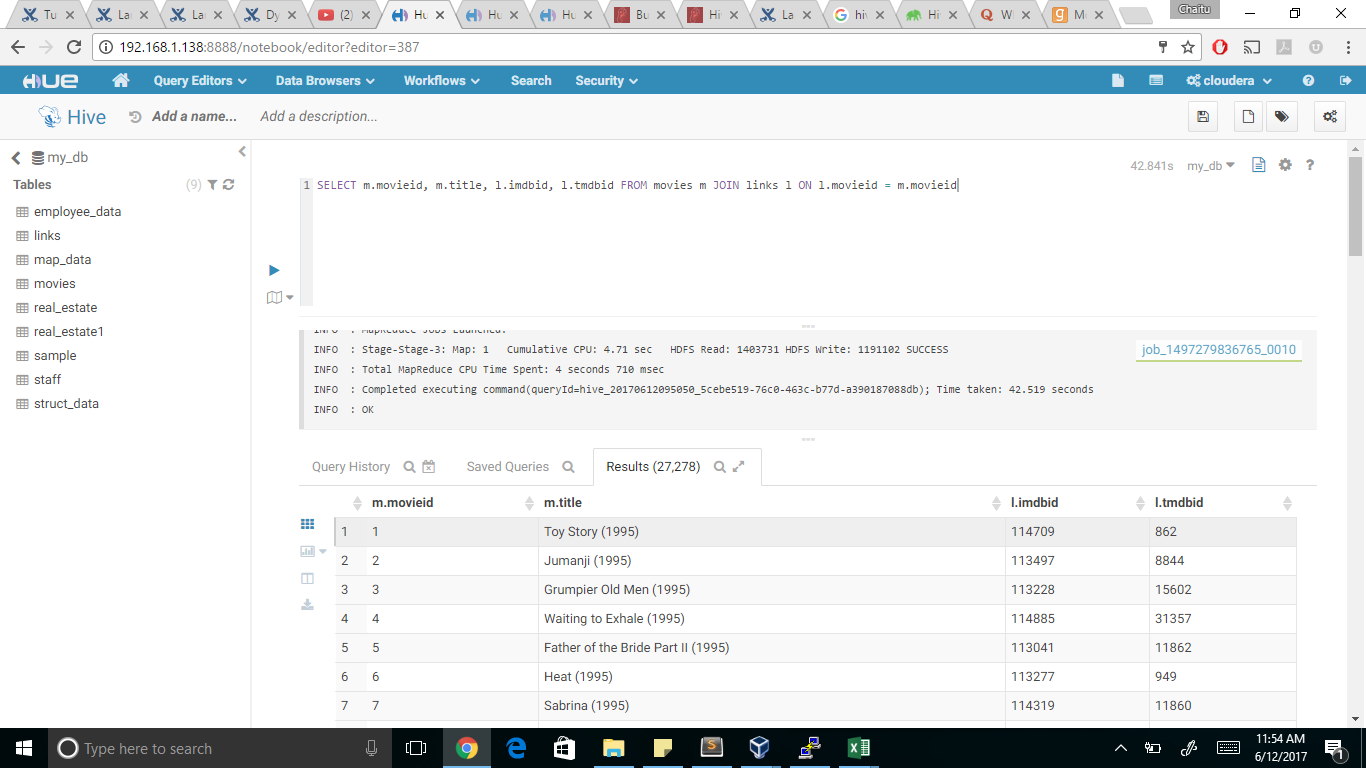 Tu La La Dy (2) Hu Hu Hu Bu Hi La hiv Hi W M Chaitu
192.168.1.138:8888/notebook/editor?editor=387
HUE Query Editors Data Browsers Workflows Search Security cloudera
Hive Add a name... Add a description...
my_db
42.841s my_db
Tables (9)
1 SELECT m.movieid, m.title, l.imdbid, l.tmdbid FROM movies m JOIN links l ON l.movieid = m.movieid
employee_data
links
map_data
movies
real_estate
real_estate1
sample
staff
struct_data
INFO : MapReduce Jobs Launched:
INFO : Stage-Stage-3: Map: 1 Cumulative CPU: 4.71 sec HDFS Read: 1403731 HDFS Write: 1191102 SUCCESS
job_1497279836765_0010
INFO : Total MapReduce CPU Time Spent: 4 seconds 710 msec
INFO : Completed executing command(queryId=hive_20170612095050_5cebe519-76c0-463c-b77d-a390187088db); Time taken: 42.519 seconds
INFO : OK
Query History Saved Queries Results (27,278)
m.movieid m.title l.imdbid l.tmdbid
1 1 Toy Story (1995) 114709 862
2 2 Jumanji (1995) 113497 8844
3 3 Grumpier Old Men (1995) 113228 15602
4 4 Waiting to Exhale (1995) 114885 31357
5 5 Father of the Bride Part II (1995) 113041 11862
6 6 Heat (1995) 113277 949
7 7 Sabrina (1995) 114319 11860
Type here to search
11:54 AM
6/12/2017
1